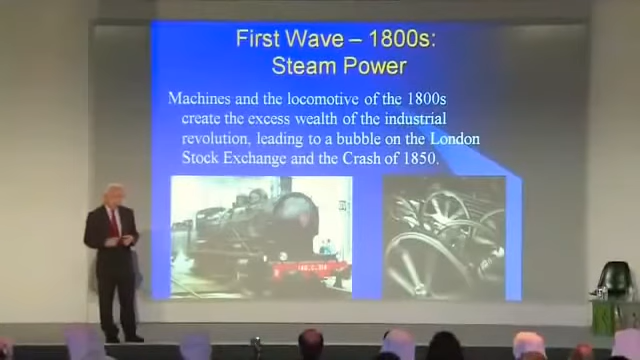 First Wave – 1800s:
Steam Power
Machines and the locomotive of the 1800s
create the excess wealth of the industrial
revolution, leading to a bubble on the London
Stock Exchange and the Crash of 1850.